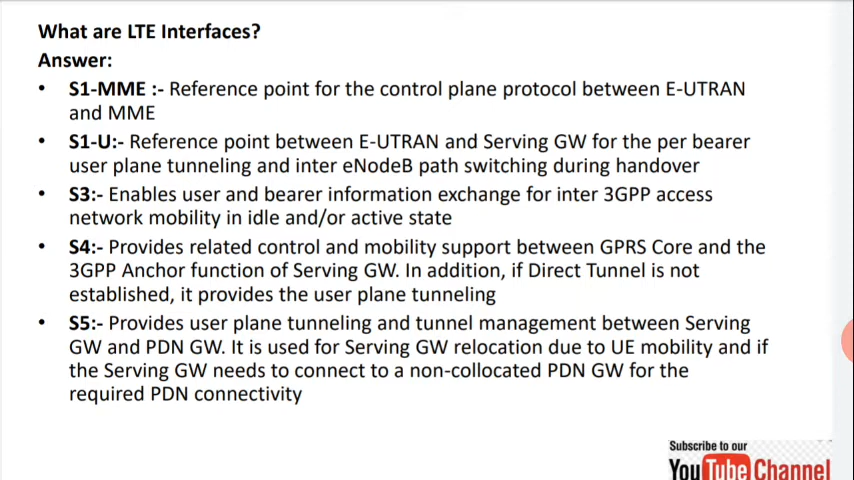 What are LTE Interfaces?
Answer:
• S1-MME :- Reference point for the control plane protocol between E-UTRAN
and MME
• S1-U:- Reference point between E-UTRAN and Serving GW for the per bearer
user plane tunneling and inter eNodeB path switching during handover
• S3:- Enables user and bearer information exchange for inter 3GPP access
network mobility in idle and/or active state
• S4:- Provides related control and mobility support between GPRS Core and the
3GPP Anchor function of Serving GW. In addition, if Direct Tunnel is not
established, it provides the user plane tunneling
• S5:- Provides user plane tunneling and tunnel management between Serving
GW and PDN GW. It is used for Serving GW relocation due to UE mobility and if
the Serving GW needs to connect to a non-collocated PDN GW for the
required PDN connectivity
Subscribe to our
YouTube Channel